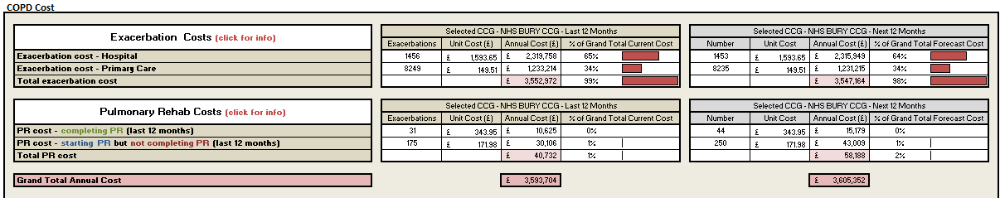 COPD Cost
Exacerbation Costs (click for info)
Selected CCG - NHS BURY CCG - Last 12 Months
Selected CCG - NHS BURY CCG - Next 12 Months
Exacerbations Unit Cost (£) Annual Cost (£) % of Grand Total Current Cost
Number Unit Cost Annual Cost (£) % of Grand Total Forecast Cost
Exacerbation cost - Hospital 1456 £ 1,593.65 £ 2,319,758 65% 1453 £ 1,593.65 £ 2,315,949 64%
Exacerbation cost - Primary Care 8249 £ 149.51 £ 1,233,214 34% 8235 £ 149.51 £ 1,231,215 34%
Total exacerbation cost £ 3,552,972 99% £ 3,547,164 98%
Pulmonary Rehab Costs (click for info)
Selected CCG - NHS BURY CCG - Last 12 Months
Selected CCG - NHS BURY CCG - Next 12 Months
Exacerbations Unit Cost (£) Annual Cost (£) % of Grand Total Current Cost
Number Unit Cost Annual Cost (£) % of Grand Total Forecast Cost
PR cost - completing PR (last 12 months) 31 £ 343.95 £ 10,625 0% 44 £ 343.95 £ 15,179 0%
PR cost - starting PR but not completing PR (last 12 months) 175 £ 171.98 £ 30,106 1% 250 £ 171.98 £ 43,009 1%
Total PR cost £ 40,732 1% £ 58,188 2%
Grand Total Annual Cost £ 3,593,704 £ 3,605,352